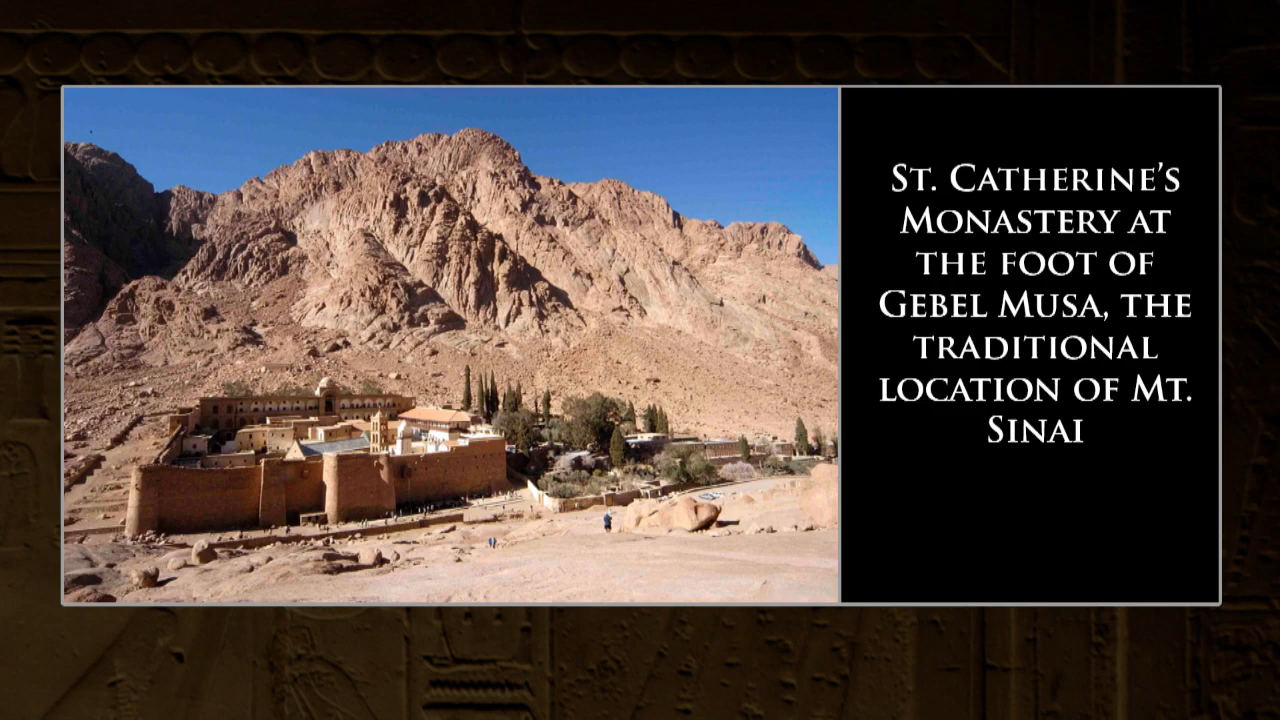 St. Catherine's
Monastery at
the foot of
Gebel Musa, the
traditional
location of Mt.
Sinai